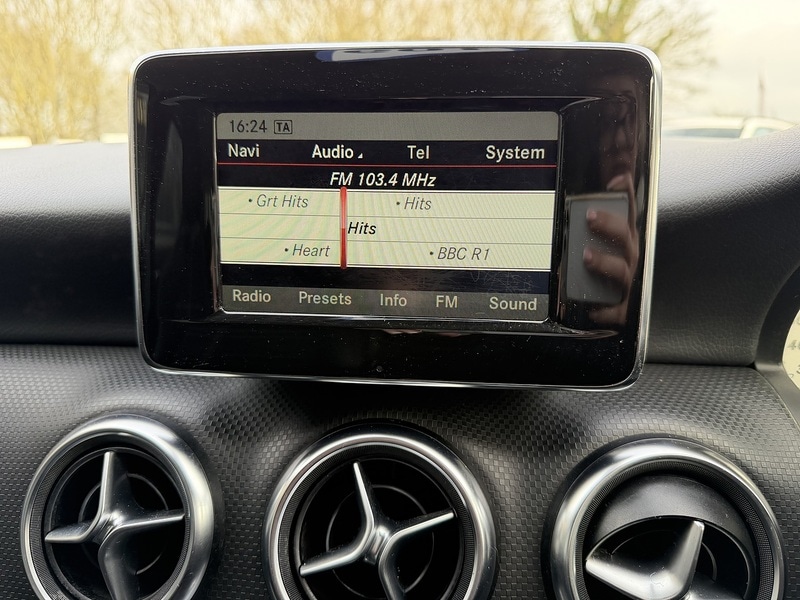 16:24 TA
Navi Audio Tel System
FM 103.4 MHz
• Grt Hits • Hits
Hits
• Heart • BBC R1
Radio Presets Info FM Sound